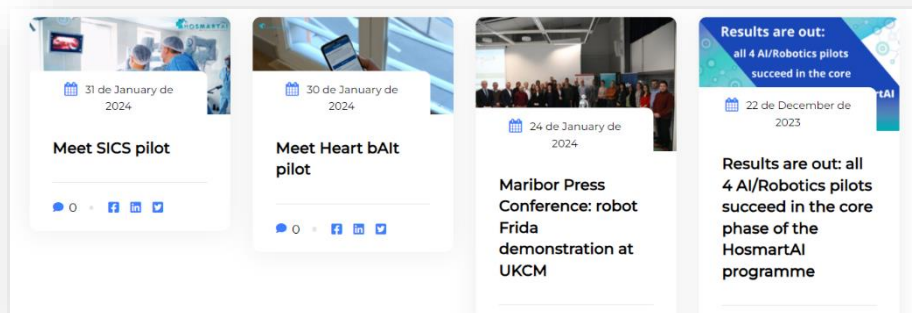 HOSMARTAI
31 de January de
2024
Meet SICS pilot
0
30 de January de
2024
Meet Heart bAIt
pilot
0
24 de January de
2024
Maribor Press
Conference: robot
Frida
demonstration at
UKCM
Results are out:
all 4 AI/Robotics pilots
succeed in the core
artAI
22 de December de
2023
Results are out: all
4 AI/Robotics pilots
succeed in the core
phase of the
HosmartAI
programme